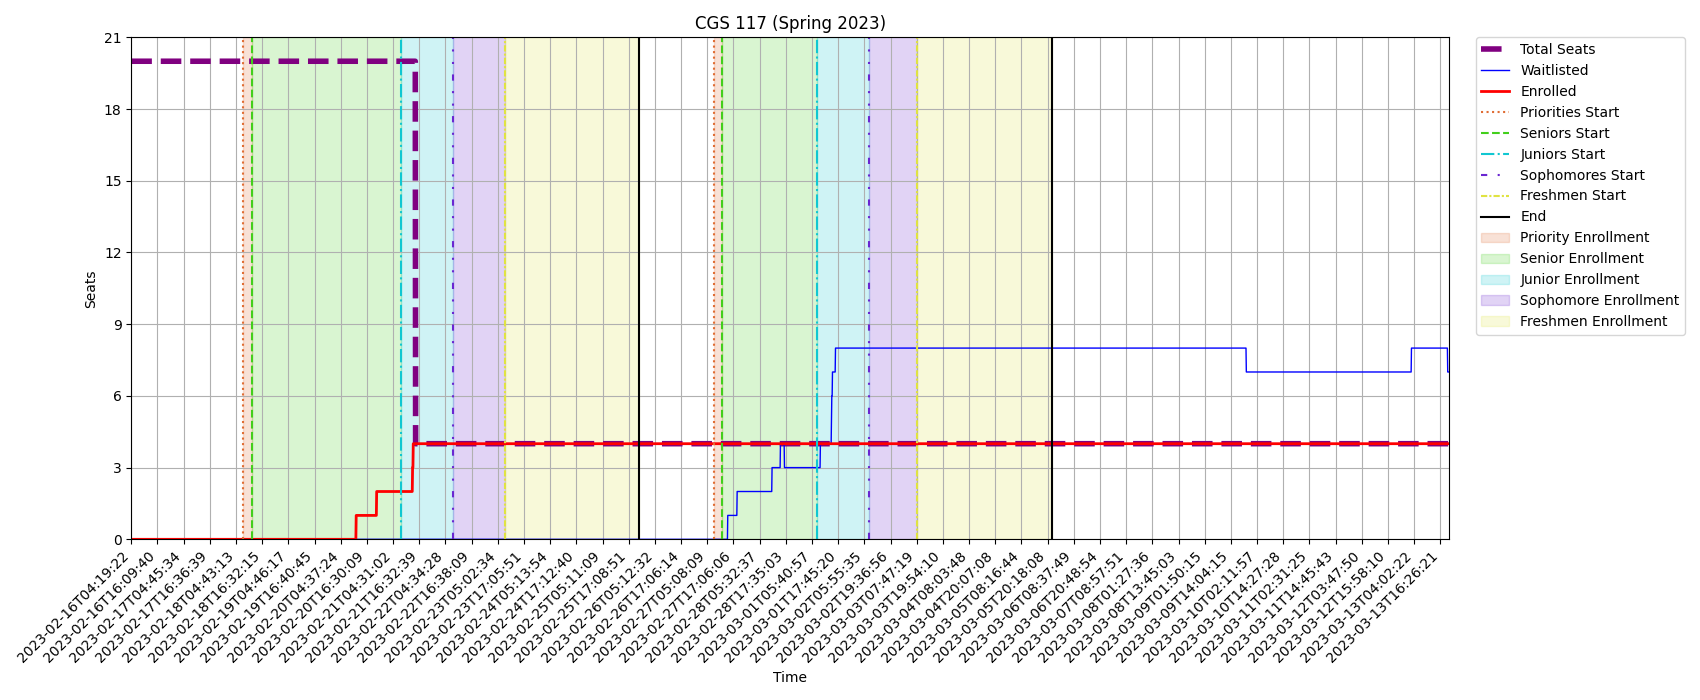 CGS 117 (Spring 2023)
21
18
15
12
9
6
3
0
Seats
2023-02-16T04:19:22
2023-02-16T16:09:40
2023-02-17T04:45:34
2023-02-17T16:36:39
2023-02-18T04:43:13
2023-02-18T16:32:15
2023-02-19T04:46:17
2023-02-19T16:40:45
2023-02-20T04:37:24
2023-02-20T16:30:09
2023-02-21T04:31:02
2023-02-21T16:32:39
2023-02-22T04:34:28
2023-02-22T16:38:09
2023-02-23T05:02:34
2023-02-23T17:05:51
2023-02-24T05:13:54
2023-02-24T17:12:40
2023-02-25T05:11:09
2023-02-25T17:08:51
2023-02-26T05:12:32
2023-02-26T17:06:14
2023-02-27T05:08:09
2023-02-27T17:06:06
2023-02-28T05:32:37
2023-02-28T17:35:03
2023-03-01T05:40:57
2023-03-01T17:45:20
2023-03-02T05:55:35
2023-03-02T19:36:56
2023-03-03T07:47:19
2023-03-03T19:54:10
2023-03-04T08:03:48
2023-03-04T20:07:08
2023-03-05T08:16:44
2023-03-05T20:18:08
2023-03-06T08:37:49
2023-03-06T20:48:54
2023-03-07T08:57:51
2023-03-08T01:27:36
2023-03-08T13:45:03
2023-03-09T01:50:15
2023-03-09T14:04:15
2023-03-10T02:11:57
2023-03-10T14:27:28
2023-03-11T02:31:25
2023-03-11T14:45:43
2023-03-12T03:47:50
2023-03-12T15:58:10
2023-03-13T04:02:22
2023-03-13T16:26:21
Time
Total Seats
Waitlisted
Enrolled
Priorities Start
Seniors Start
Juniors Start
Sophomores Start
Freshmen Start
End
Priority Enrollment
Senior Enrollment
Junior Enrollment
Sophomore Enrollment
Freshmen Enrollment